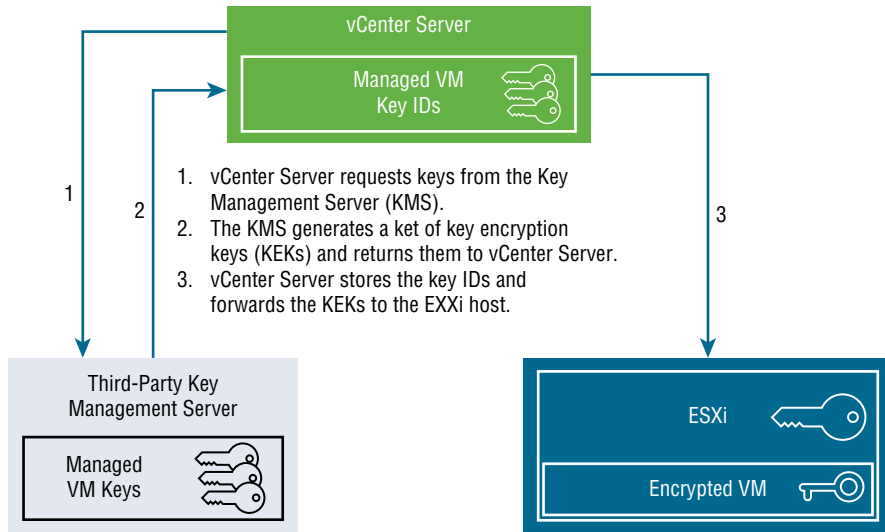 vCenter Server
Managed VM
Key IDs
1
2
3
1. vCenter Server requests keys from the Key
Management Server (KMS).
2. The KMS generates a ket of key encryption
keys (KEKs) and returns them to vCenter Server.
3. vCenter Server stores the key IDs and
forwards the KEKs to the EXXi host.
Third-Party Key
Management Server
Managed
VM Keys
ESXi
Encrypted VM